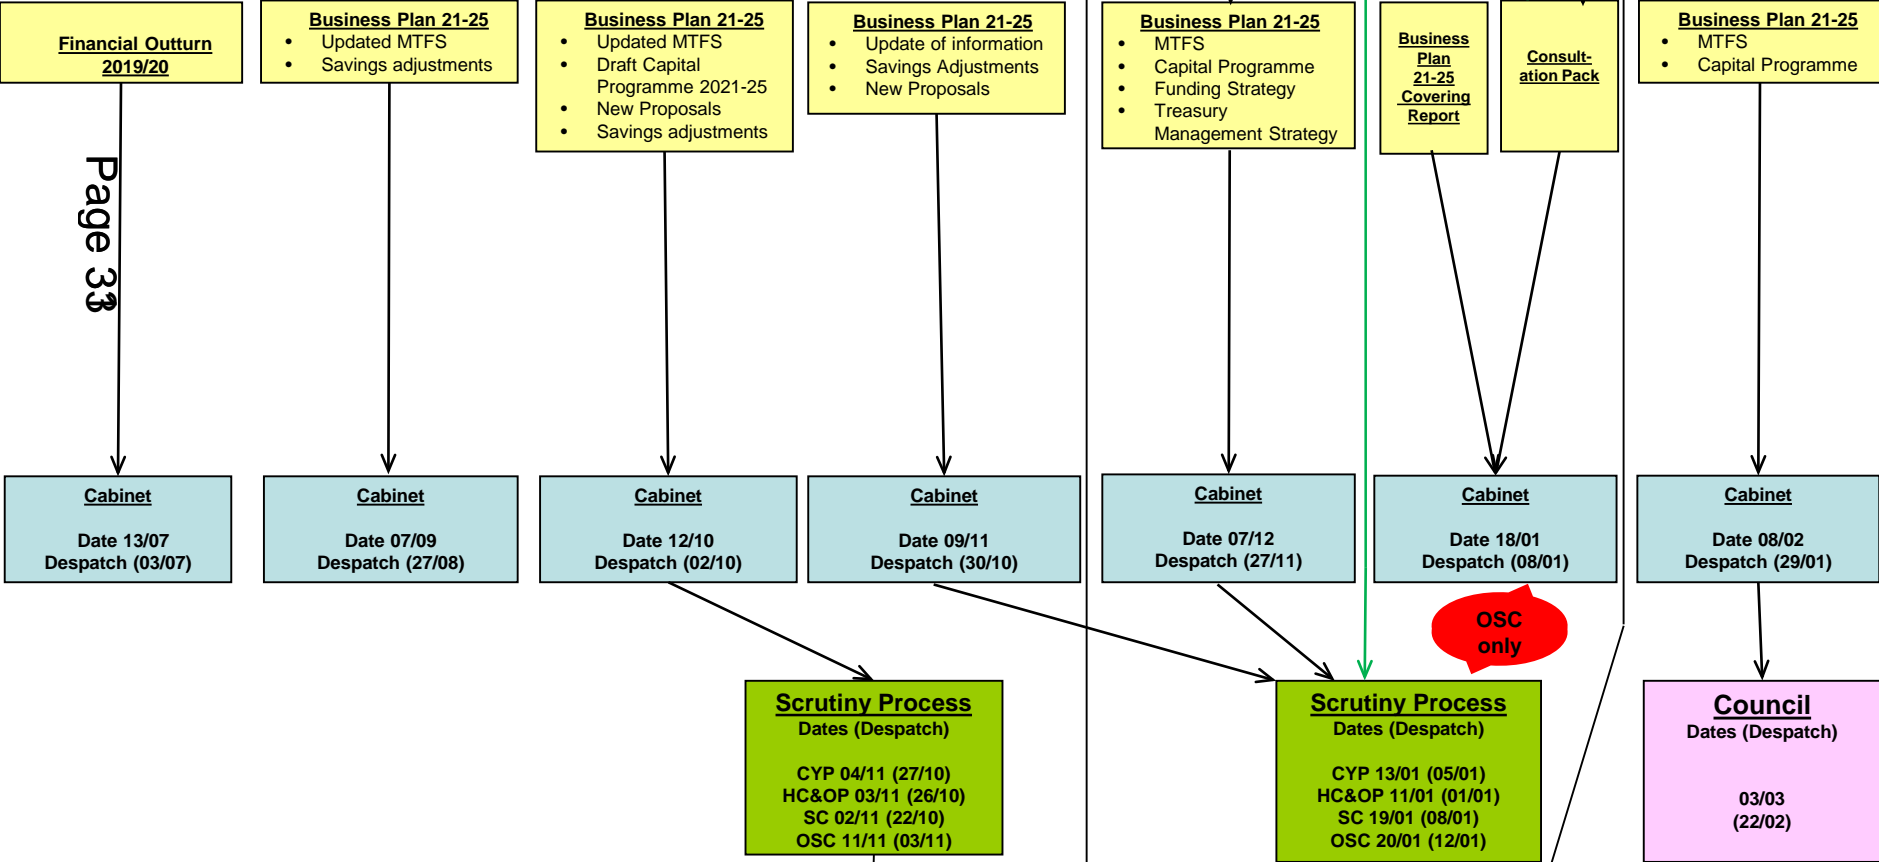 Financial Outturn
2019/20
Business Plan 21-25
• Updated MTFS
• Savings adjustments
Business Plan 21-25
• Updated MTFS
• Draft Capital
Programme 2021-25
• New Proposals
• Savings adjustments
Business Plan 21-25
• Update of information
• Savings Adjustments
• New Proposals
Business Plan 21-25
• MTFS
• Capital Programme
• Funding Strategy
• Treasury
Management Strategy
Business
Plan
21-25
Covering
Report
Consult-
ation Pack
Business Plan 21-25
• MTFS
• Capital Programme
Page 33
Cabinet
Date 13/07
Despatch (03/07)
Cabinet
Date 07/09
Despatch (27/08)
Cabinet
Date 12/10
Despatch (02/10)
Cabinet
Date 09/11
Despatch (30/10)
Cabinet
Date 07/12
Despatch (27/11)
Cabinet
Date 18/01
Despatch (08/01)
Cabinet
Date 08/02
Despatch (29/01)
OSC
only
Scrutiny Process
Dates (Despatch)
CYP 04/11 (27/10)
HC&OP 03/11 (26/10)
SC 02/11 (22/10)
OSC 11/11 (03/11)
Scrutiny Process
Dates (Despatch)
CYP 13/01 (05/01)
HC&OP 11/01 (01/01)
SC 19/01 (08/01)
OSC 20/01 (12/01)
Council
Dates (Despatch)
03/03
(22/02)